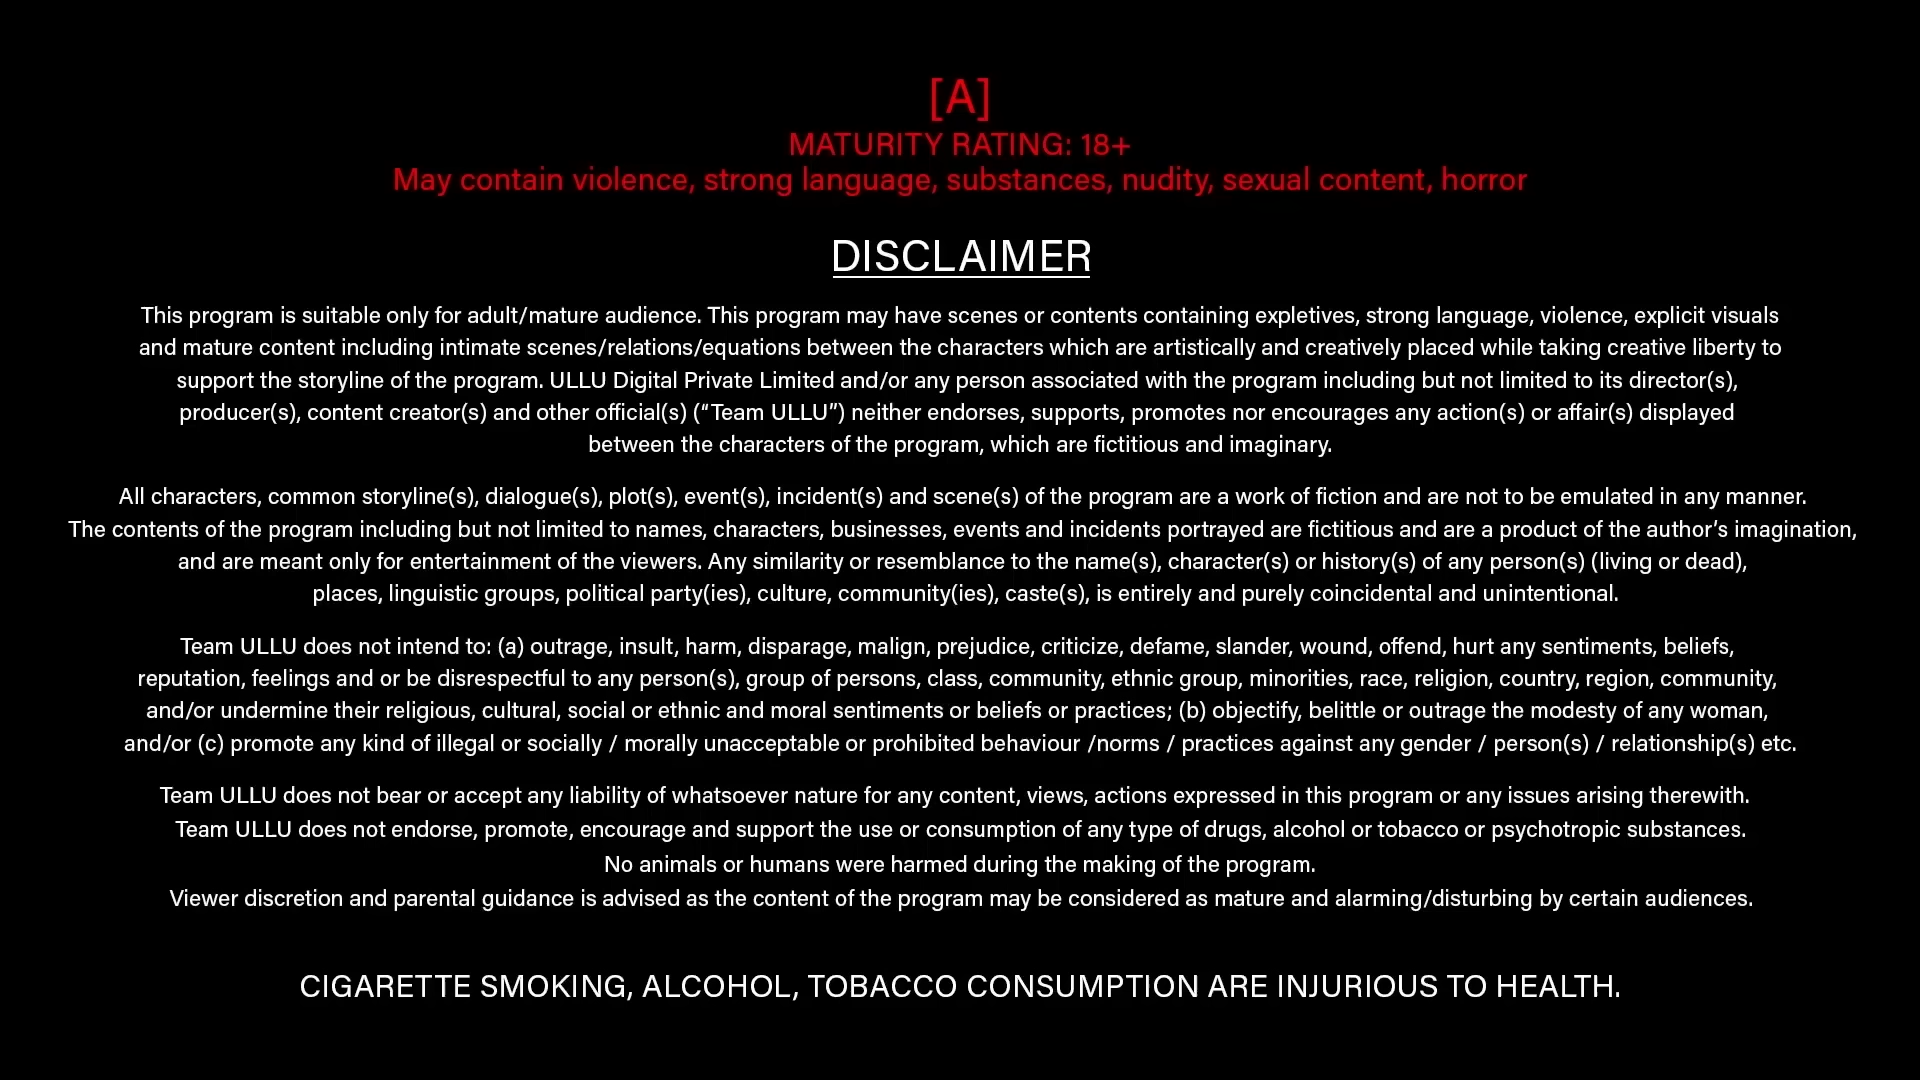 [A]
MATURITY RATING: 18+
May contain violence, strong language, substances, nudity, sexual content, horror
DISCLAIMER
This program is suitable only for adult/mature audience. This program may have scenes or contents containing expletives, strong language, violence, explicit visuals
and mature content including intimate scenes/relations/equations between the characters which are artistically and creatively placed while taking creative liberty to
support the storyline of the program. ULLU Digital Private Limited and/or any person associated with the program including but not limited to its director(s),
producer(s), content creator(s) and other official(s) (“Team ULLU”) neither endorses, supports, promotes nor encourages any action(s) or affair(s) displayed
between the characters of the program, which are fictitious and imaginary.
All characters, common storyline(s), dialogue(s), plot(s), event(s), incident(s) and scene(s) of the program are a work of fiction and are not to be emulated in any manner.
The contents of the program including but not limited to names, characters, businesses, events and incidents portrayed are fictitious and are a product of the author’s imagination,
and are meant only for entertainment of the viewers. Any similarity or resemblance to the name(s), character(s) or history(s) of any person(s) (living or dead),
places, linguistic groups, political party(ies), culture, community(ies), caste(s), is entirely and purely coincidental and unintentional.
Team ULLU does not intend to: (a) outrage, insult, harm, disparage, malign, prejudice, criticize, defame, slander, wound, offend, hurt any sentiments, beliefs,
reputation, feelings and or be disrespectful to any person(s), group of persons, class, community, ethnic group, minorities, race, religion, country, region, community,
and/or undermine their religious, cultural, social or ethnic and moral sentiments or beliefs or practices; (b) objectify, belittle or outrage the modesty of any woman,
and/or (c) promote any kind of illegal or socially / morally unacceptable or prohibited behaviour /norms / practices against any gender / person(s) / relationship(s) etc.
Team ULLU does not bear or accept any liability of whatsoever nature for any content, views, actions expressed in this program or any issues arising therewith.
Team ULLU does not endorse, promote, encourage and support the use or consumption of any type of drugs, alcohol or tobacco or psychotropic substances.
No animals or humans were harmed during the making of the program.
Viewer discretion and parental guidance is advised as the content of the program may be considered as mature and alarming/disturbing by certain audiences.
CIGARETTE SMOKING, ALCOHOL, TOBACCO CONSUMPTION ARE INJURIOUS TO HEALTH.